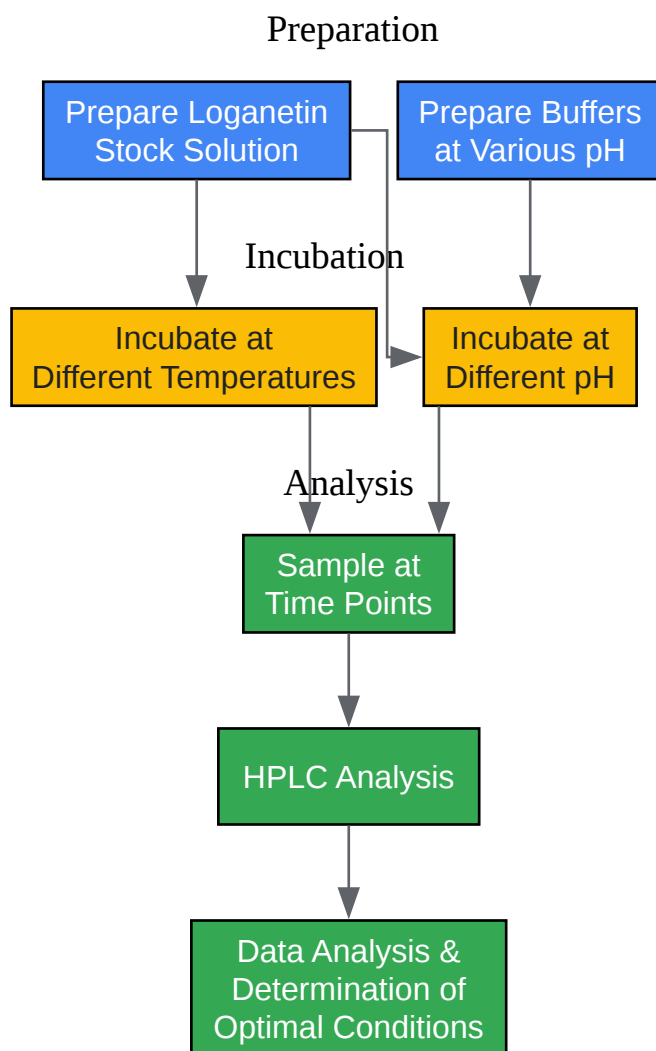 Preparation
Prepare Loganetin
Stock Solution
Prepare Buffers
at Various pH
Incubation
Incubate at
Different Temperatures
Incubate at
Different pH
Analysis
Sample at
Time Points
HPLC Analysis
Data Analysis &
Determination of
Optimal Conditions